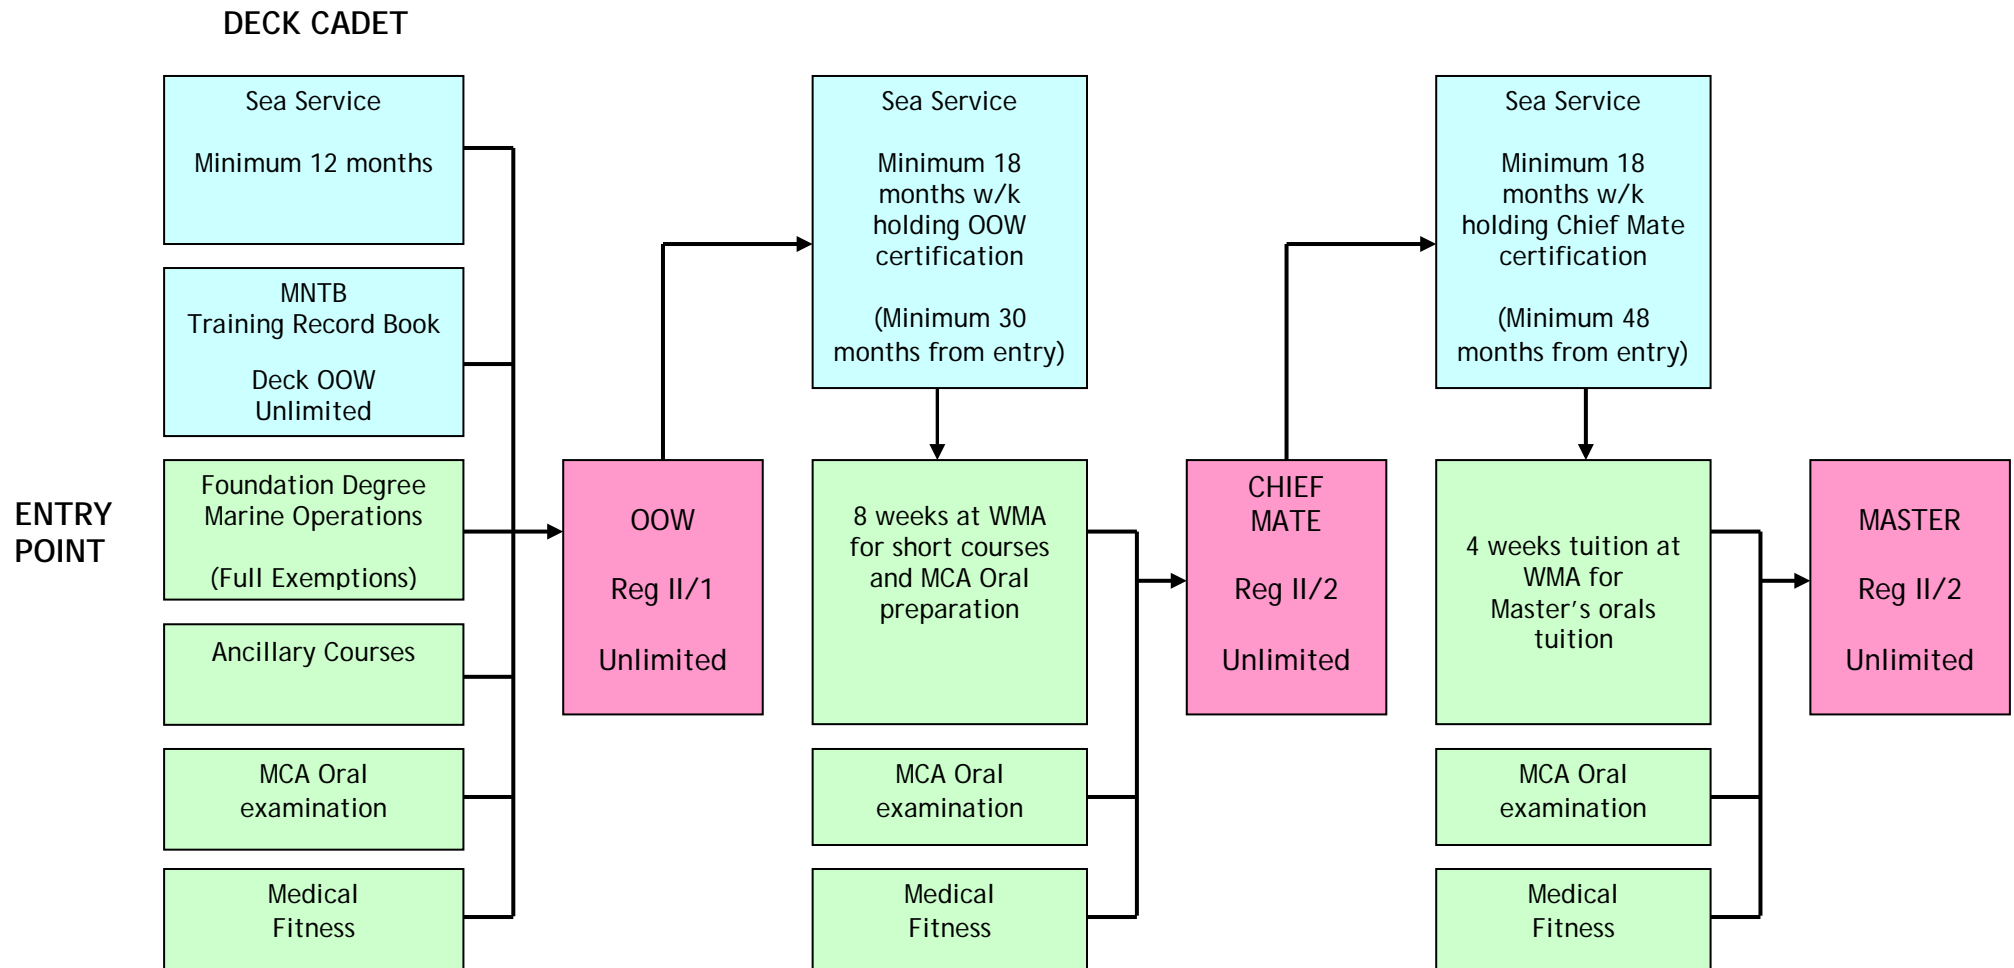 DECK CADET
ENTRY
POINT
Sea Service
Minimum 12 months
MNTB
Training Record Book
Deck OOW
Unlimited
Foundation Degree
Marine Operations
(Full Exemptions)
Ancillary Courses
MCA Oral
examination
Medical
Fitness
OOW
Reg II/1
Unlimited
Sea Service
Minimum 18
months w/k
holding OOW
certification
(Minimum 30
months from entry)
8 weeks at WMA
for short courses
and MCA Oral
preparation
MCA Oral
examination
Medical
Fitness
CHIEF
MATE
Reg II/2
Unlimited
Sea Service
Minimum 18
months w/k
holding Chief Mate
certification
(Minimum 48
months from entry)
4 weeks tuition at
WMA for
Master’s orals
tuition
MCA Oral
examination
Medical
Fitness
MASTER
Reg II/2
Unlimited